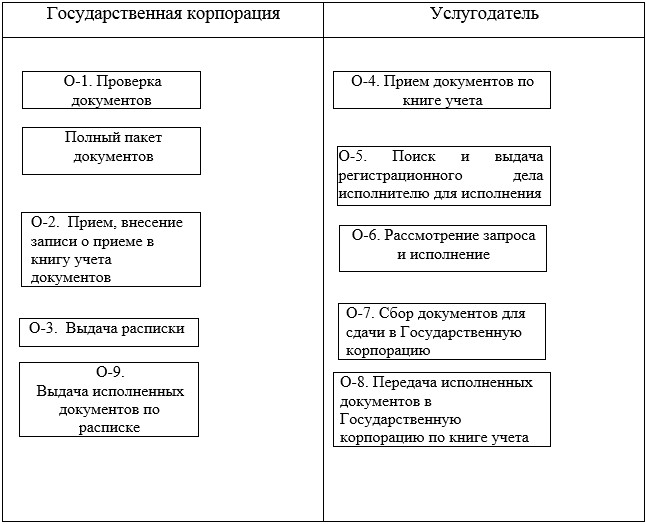 Государственная корпорация
Услугодатель
О-1. Проверка
документов
Полный пакет
документов
О-2. Прием, внесение
записи о приеме в
книгу учета
документов
О-3. Выдача расписки
О-9.
Выдача исполненных
документов по
расписке
О-4. Прием документов по
книге учета
О-5. Поиск и выдача
регистрационного дела
исполнителю для исполнения
О-6. Рассмотрение запроса
и исполнение
О-7. Сбор документов для
сдачи в Государственную
корпорацию
О-8. Передача исполненных
документов в
Государственную
корпорацию по книге учета